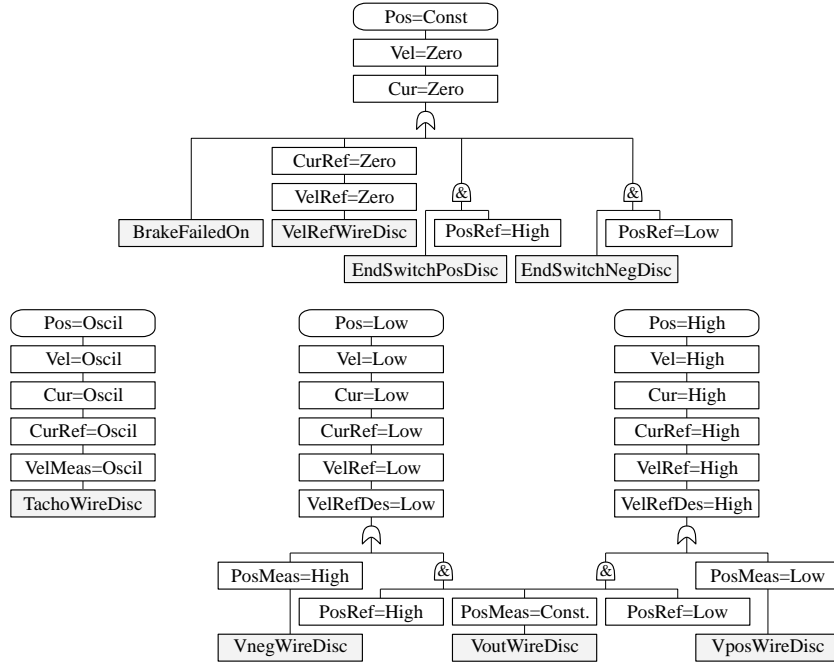 Pos=Const
Vel=Zero
Cur=Zero
CurRef=Zero
VelRef=Zero
& &
BrakeFailedOn VelRefWireDisc PosRef=High PosRef=Low
EndSwitchPosDisc EndSwitchNegDisc
Pos=Oscil Pos=Low Pos=High
Vel=Oscil Vel=Low Vel=High
Cur=Oscil Cur=Low Cur=High
CurRef=Oscil CurRef=Low CurRef=High
VelMeas=Oscil VelRef=Low VelRef=High
TachoWireDisc VelRefDes=Low VelRefDes=High
PosMeas=High & & PosMeas=Low
PosRef=High PosMeas=Const. PosRef=Low
VnegWireDisc VoutWireDisc VposWireDisc